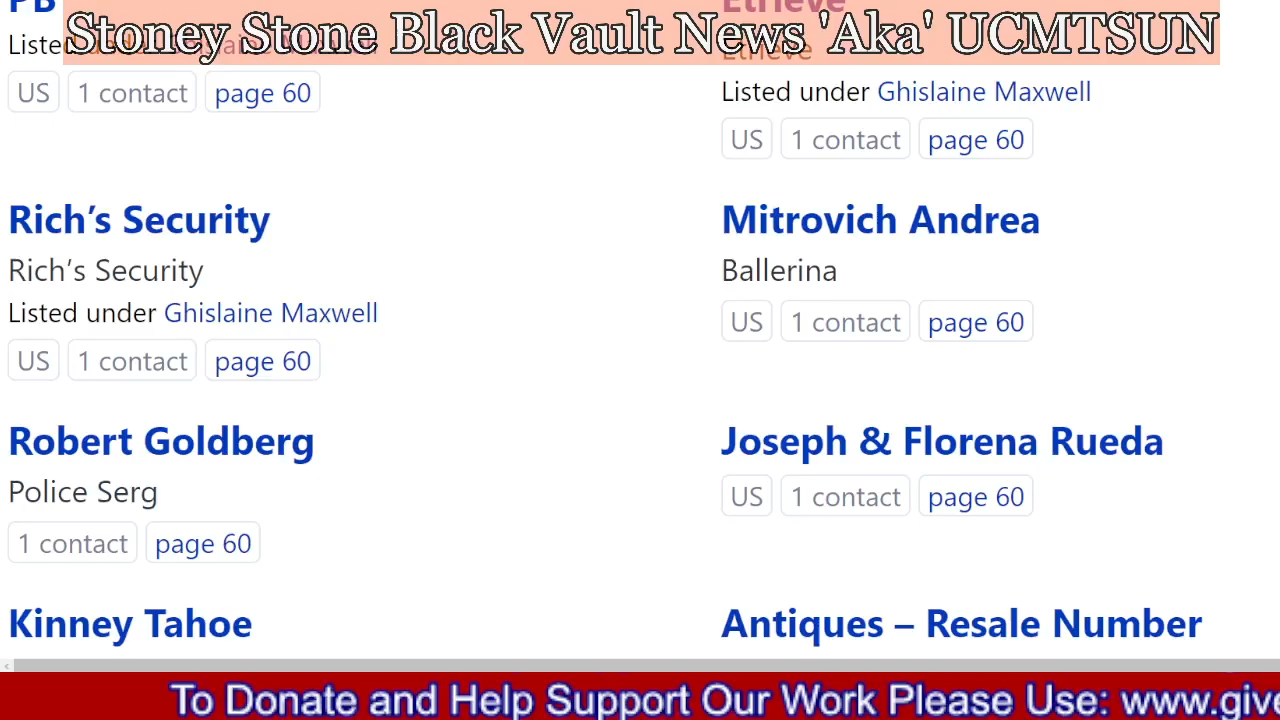 Stoney Stone Black Vault News 'Aka' UCMTSUN
PB
US 1 contact page 60
Etrieve
Etrieve
Listed under Ghislaine Maxwell
US 1 contact page 60
Rich’s Security
Rich’s Security
Listed under Ghislaine Maxwell
US 1 contact page 60
Mitrovich Andrea
Ballerina
US 1 contact page 60
Robert Goldberg
Police Serg
1 contact page 60
Joseph & Florena Rueda
US 1 contact page 60
Kinney Tahoe
Antiques – Resale Number
To Donate and Help Support Our Work Please Use: